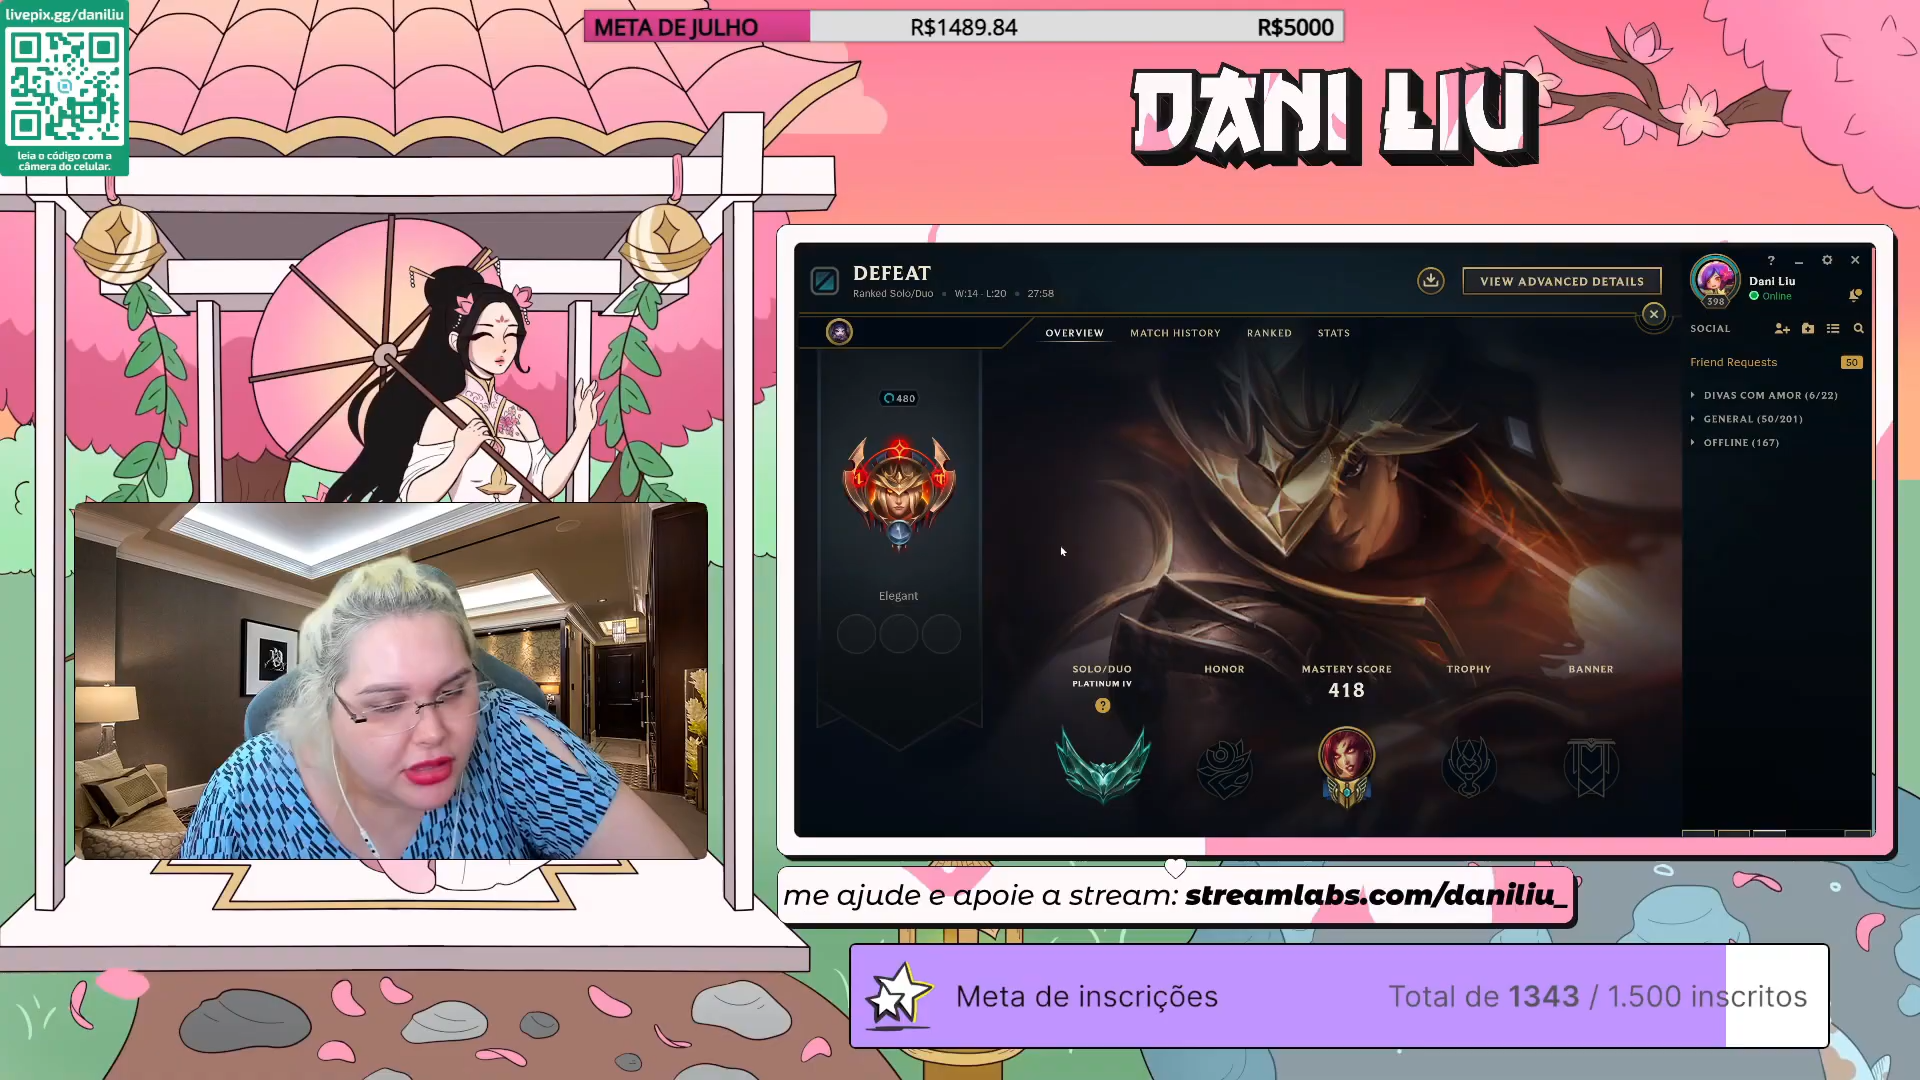 livepix.gg/daniliu
leia o código com a
câmera do celular.
META DE JULHO R$1489.84 R$5000
DANI LIU
DEFEAT
Ranked Solo/Duo • W:14 - L:20 • 27:58
VIEW ADVANCED DETAILS
OVERVIEW MATCH HISTORY RANKED STATS
480
Elegant
SOLO/DUO
PLATINUM IV
?
HONOR
MASTERY SCORE
418
TROPHY
BANNER
?
398
Dani Liu
Online
SOCIAL
Friend Requests 50
DIVAS COM AMOR (6/22)
GENERAL (50/201)
OFFLINE (167)
me ajude e apoie a stream: streamlabs.com/daniliu_
Meta de inscrições Total de 1343 / 1.500 inscritos